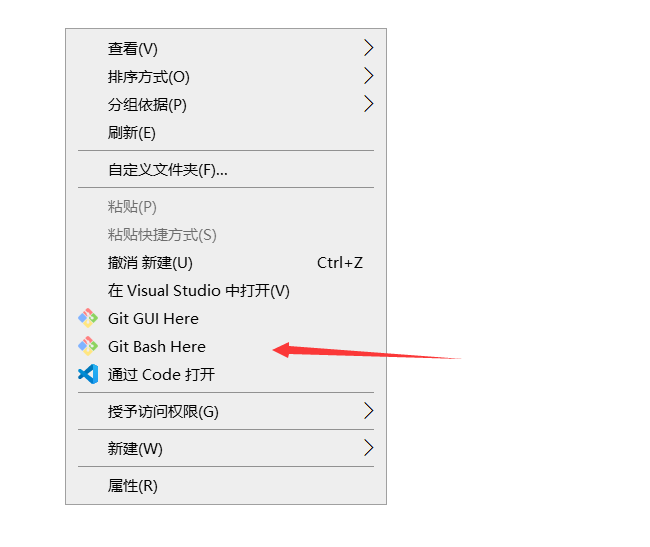 查看(V)
排序方式(O)
分组依据(P)
刷新(E)
自定义文件夹(F)...
粘贴(P)
粘贴快捷方式(S)
撤消 新建(U) Ctrl+Z
在 Visual Studio 中打开(V)
Git GUI Here
Git Bash Here
通过 Code 打开
授予访问权限(G)
新建(W)
属性(R)